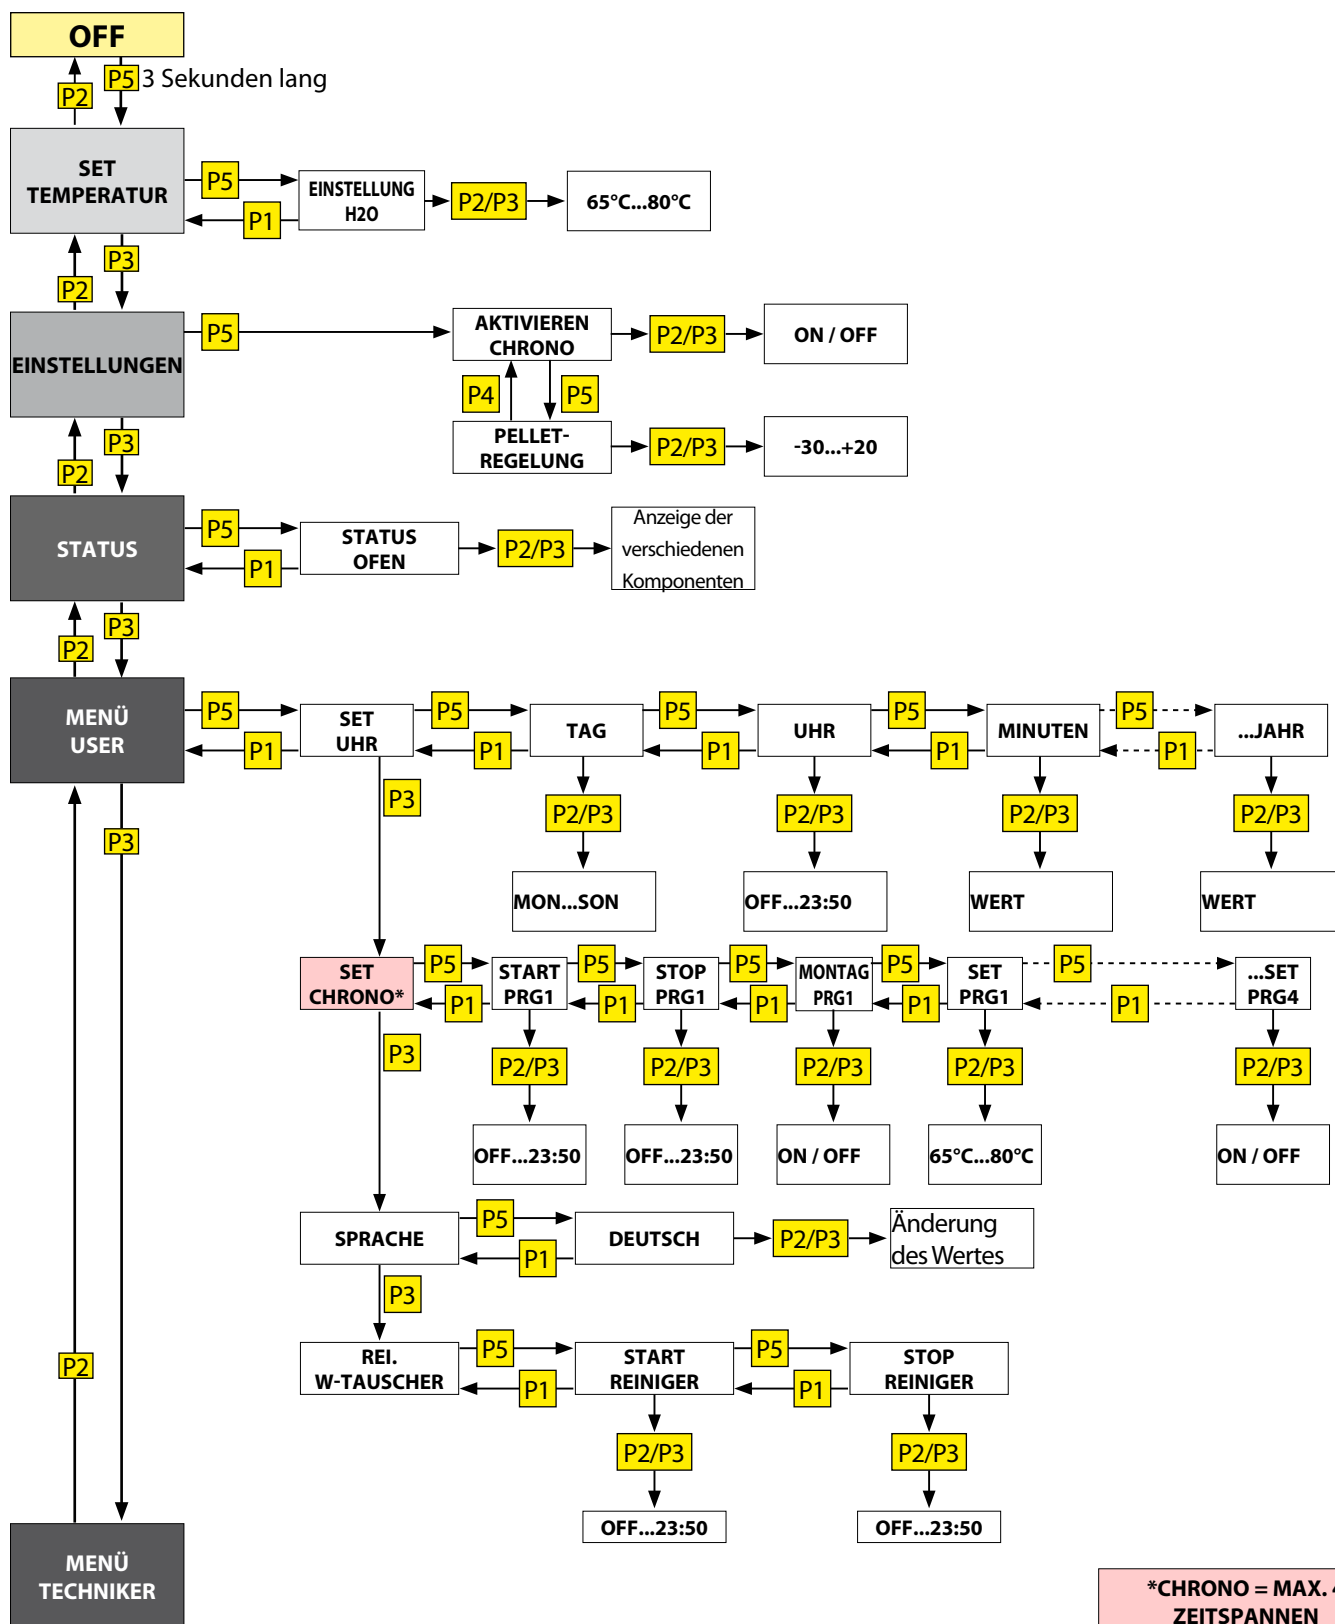 OFF
P5 3 Sekunden lang
P2
SET
TEMPERATUR
P5
P1
EINSTELLUNG
H2O
P2/P3
65°C...80°C
P3
P2
EINSTELLUNGEN
P5
AKTIVIEREN
CHRONO
P2/P3
ON / OFF
P4
P5
PELLET-
REGELUNG
P2/P3
-30...+20
P3
P2
STATUS
P5
P1
STATUS
OFEN
P2/P3
Anzeige der
verschiedenen
Komponenten
P3
P2
MENÜ
USER
P5
P1
SET
UHR
P5
P1
TAG
P5
P1
UHR
P5
P1
MINUTEN
P5
P1
...JAHR
P3
P2/P3
P2/P3
P2/P3
P2/P3
P3
MON...SON
OFF...23:50
WERT
WERT
SET
CHRONO*
P5
P1
START
PRG1
P5
P1
STOP
PRG1
P5
P1
MONTAG
PRG1
P5
P1
SET
PRG1
P5
P1
...SET
PRG4
P3
P2/P3
P2/P3
P2/P3
P2/P3
P2/P3
OFF...23:50
OFF...23:50
ON / OFF
65°C...80°C
ON / OFF
SPRACHE
P5
P1
DEUTSCH
P2/P3
Änderung
des Wertes
P3
REI.
W-TAUSCHER
P5
P1
START
REINIGER
P5
P1
STOP
REINIGER
P2
P2/P3
P2/P3
OFF...23:50
OFF...23:50
MENÜ
TECHNIKER
*CHRONO = MAX.
ZEITSPANNEN